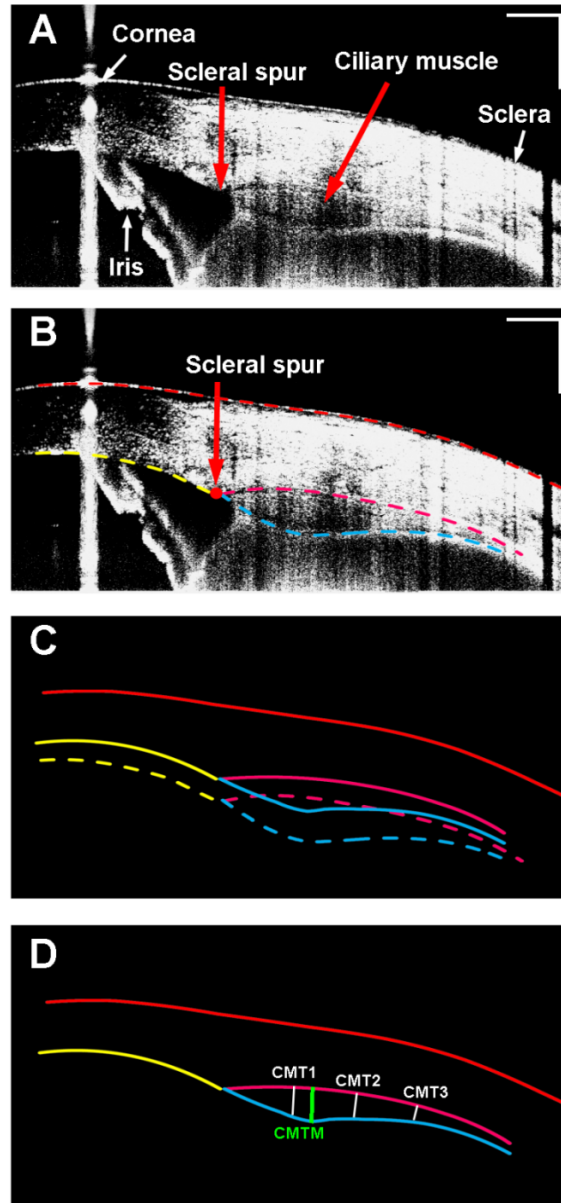 A
Cornea
Scleral spur
Ciliary muscle
Sclera
Iris
B
Scleral spur
C
D
CMT1
CMT2
CMT3
CMTM